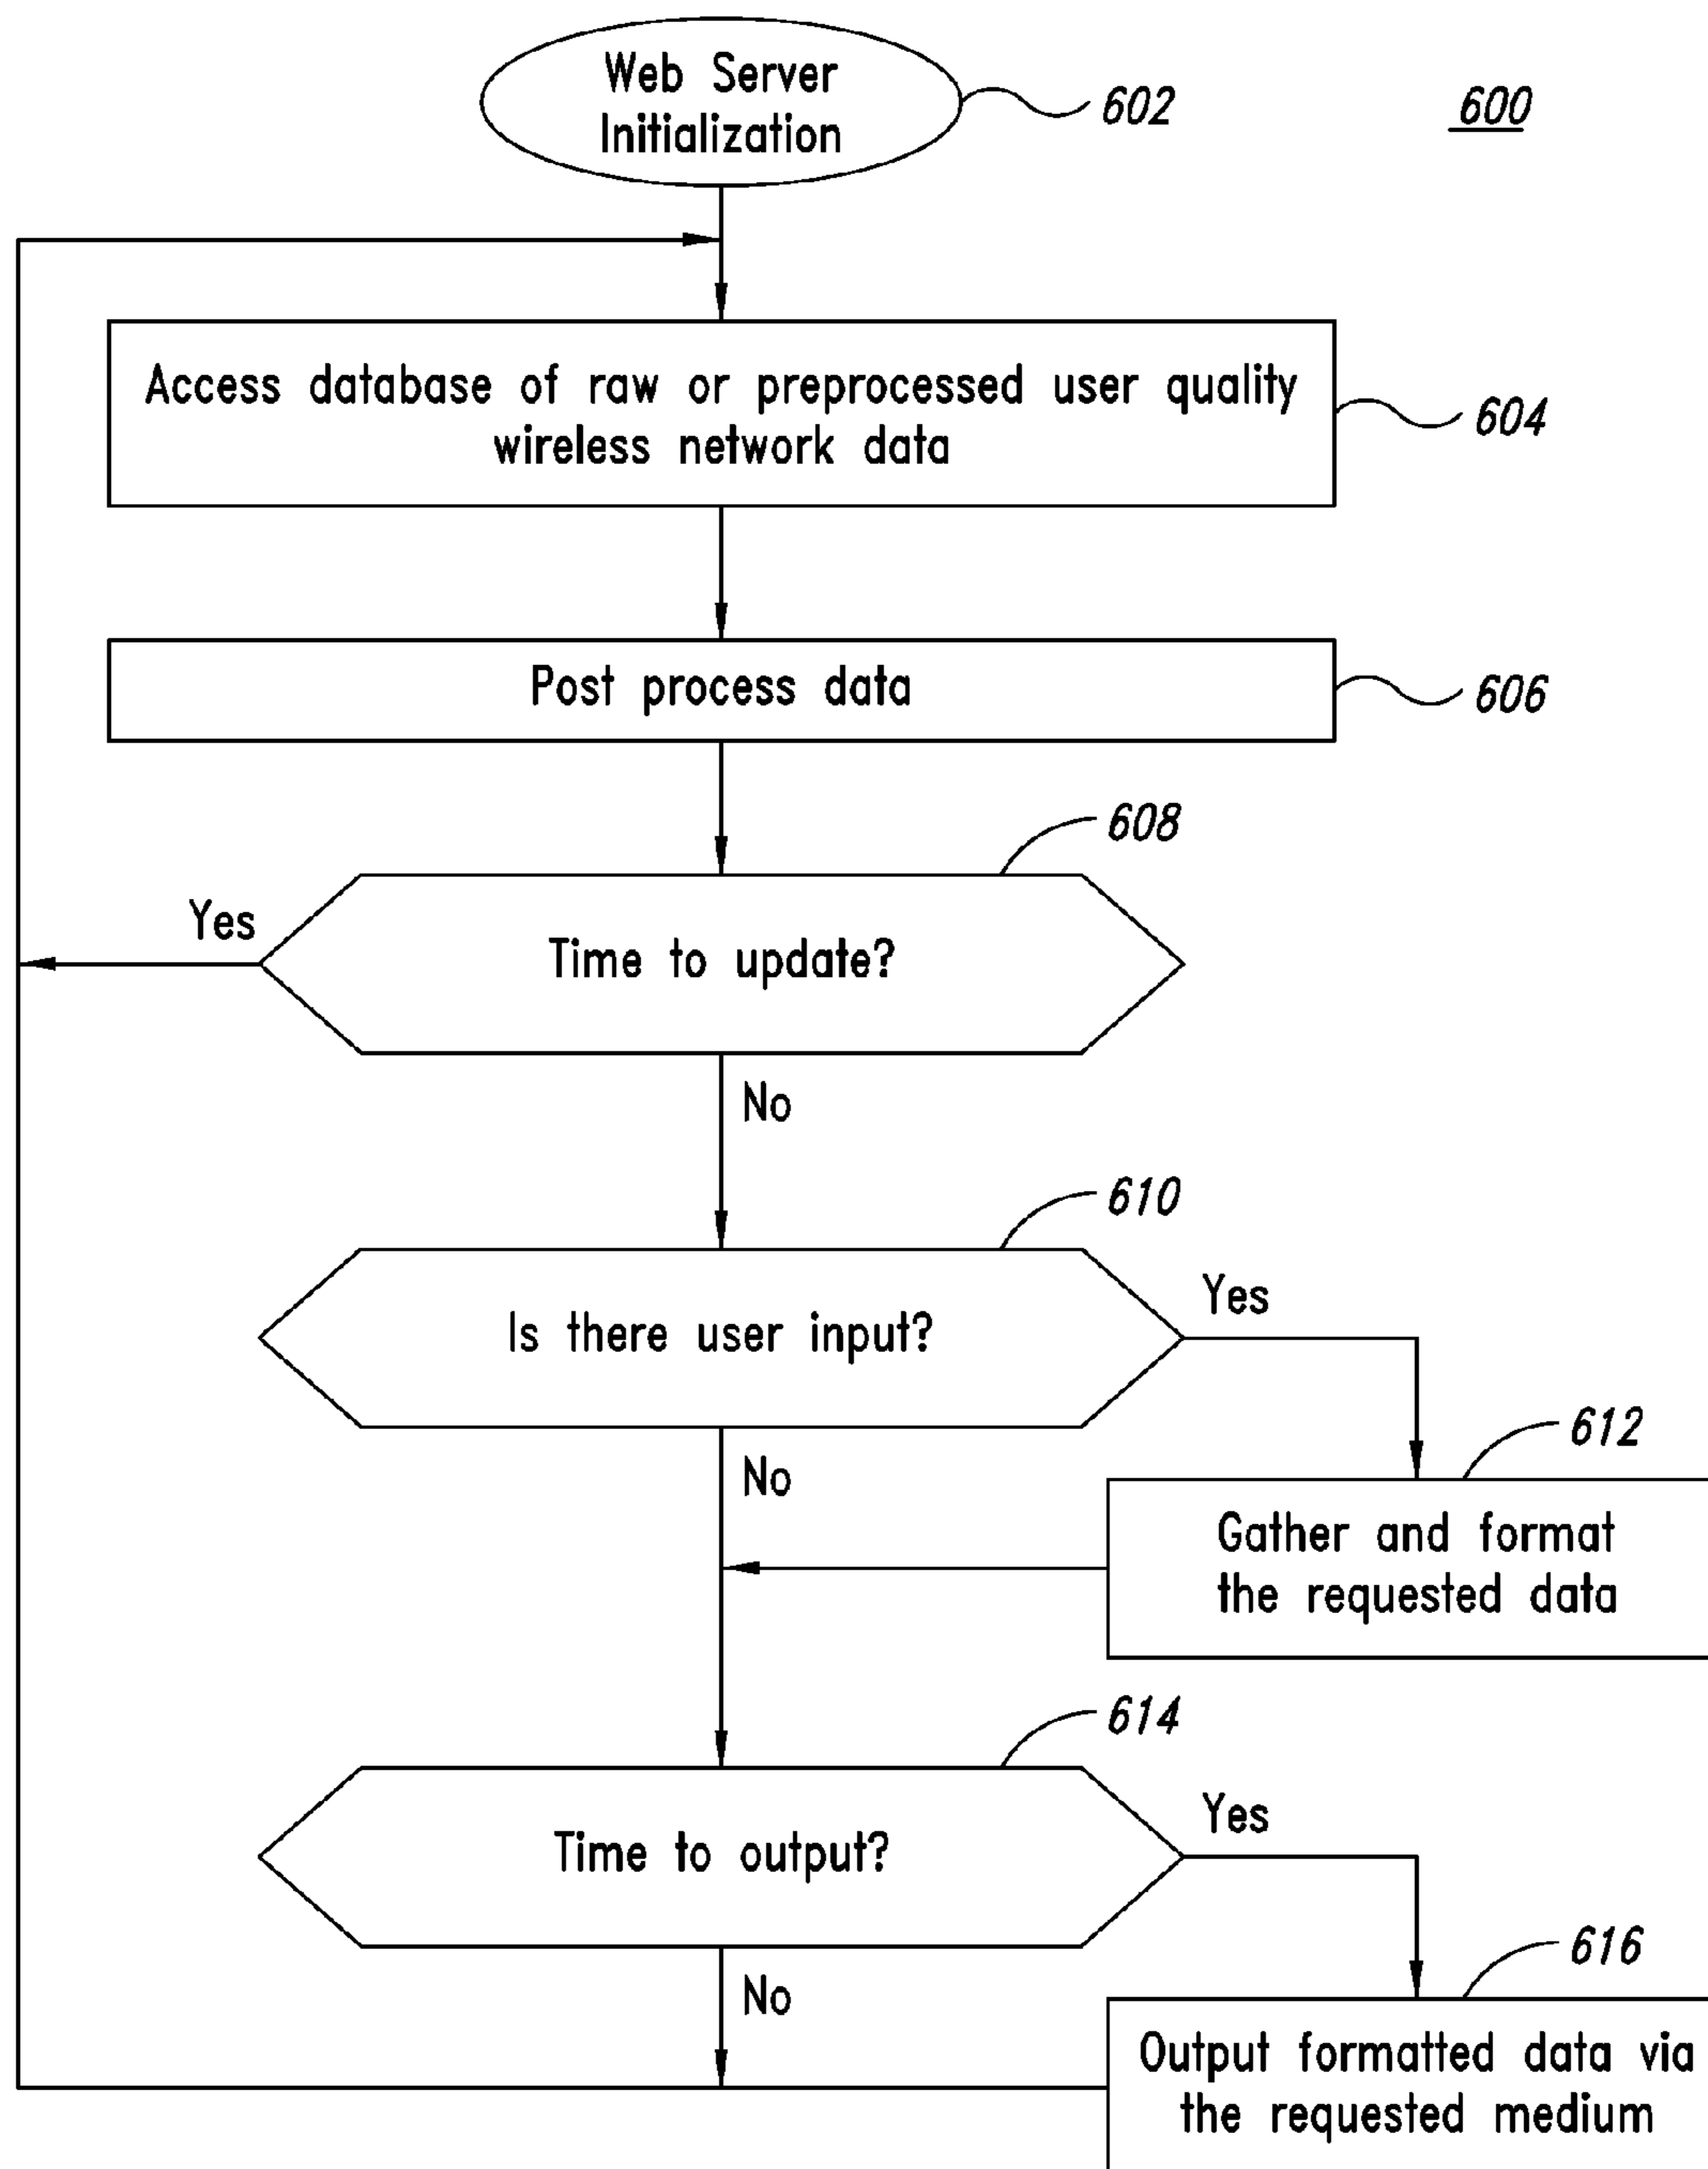 Web Server
Initialization
602
600
Access database of raw or preprocessed user quality
wireless network data
604
Post process data
606
608
Yes
Time to update?
No
610
Is there user input?
Yes
612
No
Gather and format
the requested data
614
Time to output?
Yes
616
No
Output formatted data via
the requested medium